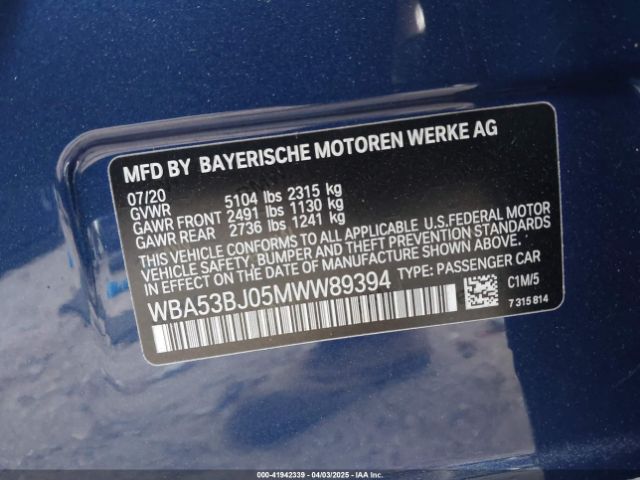 MFD BY BAYERISCHE MOTOREN WERKE AG
07/20
GVWR 5104 lbs 2315 kg
GAWR FRONT 2491 lbs 1130 kg
GAWR REAR 2736 lbs 1241 kg
THIS VEHICLE CONFORMS TO ALL APPLICABLE U.S.FEDERAL MOTOR
VEHICLE SAFETY, BUMPER AND THEFT PREVENTION STANDARDS
IN EFFECT ON THE DATE OF MANUFACTURE SHOWN ABOVE.
WBA53BJ05MWW89394 TYPE: PASSENGER CAR
C1M/5
7 315 814
000-41942339 - 04/03/2025 - IAA Inc.